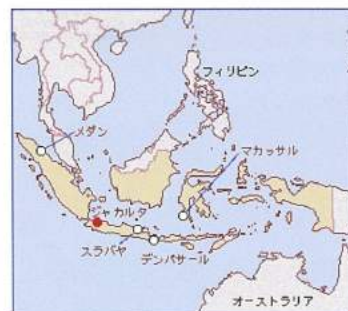 フィリピン
メダン
マカッサル
ジャカルタ
スラバヤ
デンパサール
オーストラリア